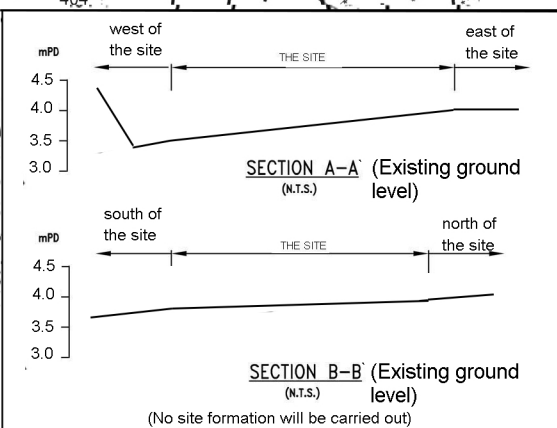 west of
the site
THE SITE
east of
the site
mPD
4.5
4.0
3.5
3.0
SECTION A-A` (Existing ground
level)
(N.T.S.)
south of
the site
THE SITE
north of
the site
mPD
4.5
4.0
3.5
3.0
SECTION B-B` (Existing ground
level)
(N.T.S.)
(No site formation will be carried out)